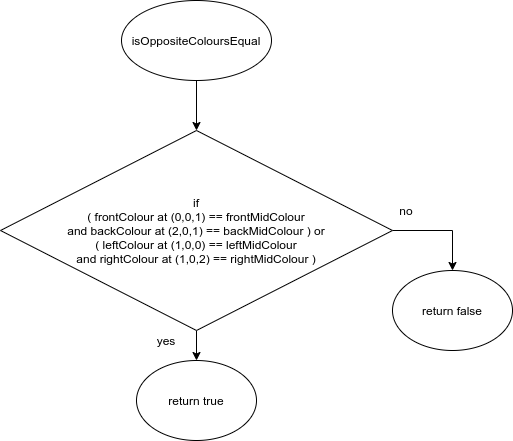 isOppositeColoursEqual
if
( frontColour at (0,0,1) == frontMidColour
and backColour at (2,0,1) == backMidColour ) or
( leftColour at (1,0,0) == leftMidColour
and rightColour at (1,0,2) == rightMidColour )
no
return false
yes
return true